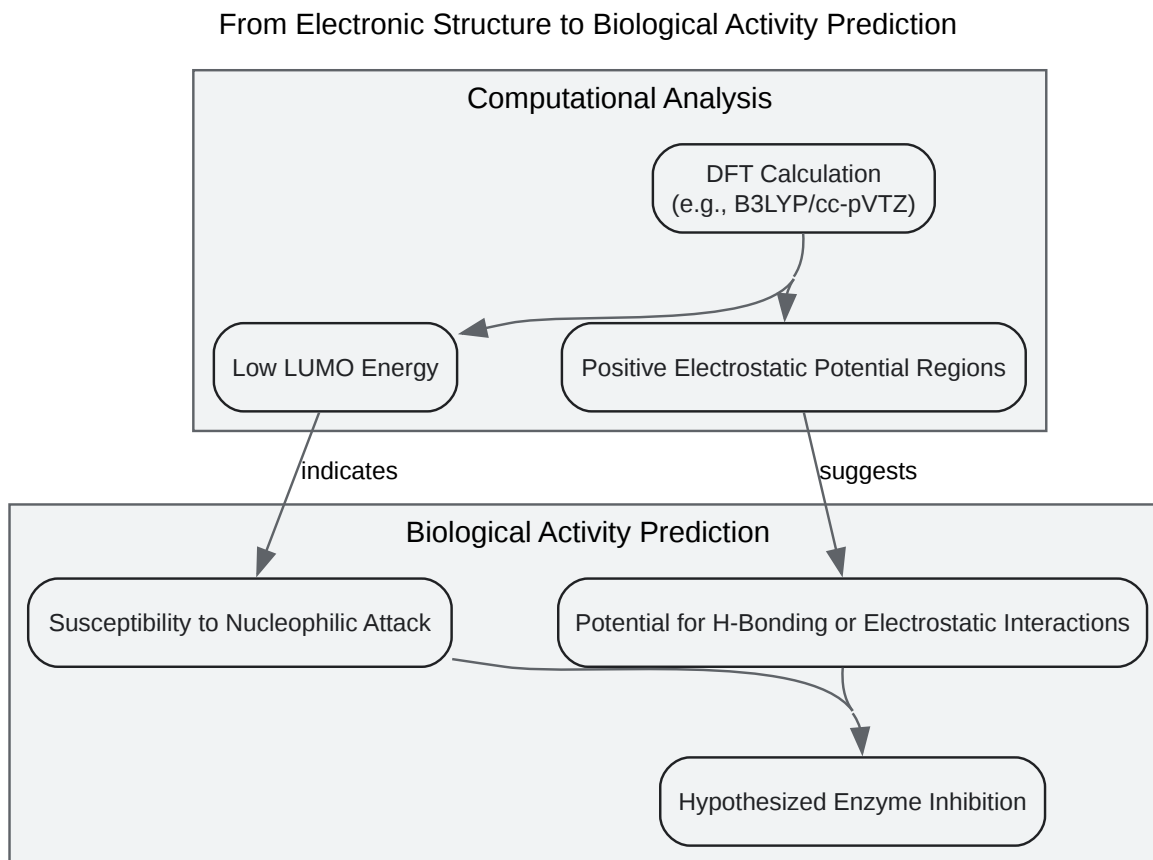 From Electronic Structure to Biological Activity Prediction
Computational Analysis
DFT Calculation
(e.g., B3LYP/cc-pVTZ)
Low LUMO Energy
Positive Electrostatic Potential Regions
indicates
suggests
Biological Activity Prediction
Susceptibility to Nucleophilic Attack
Potential for H-Bonding or Electrostatic Interactions
Hypothesized Enzyme Inhibition